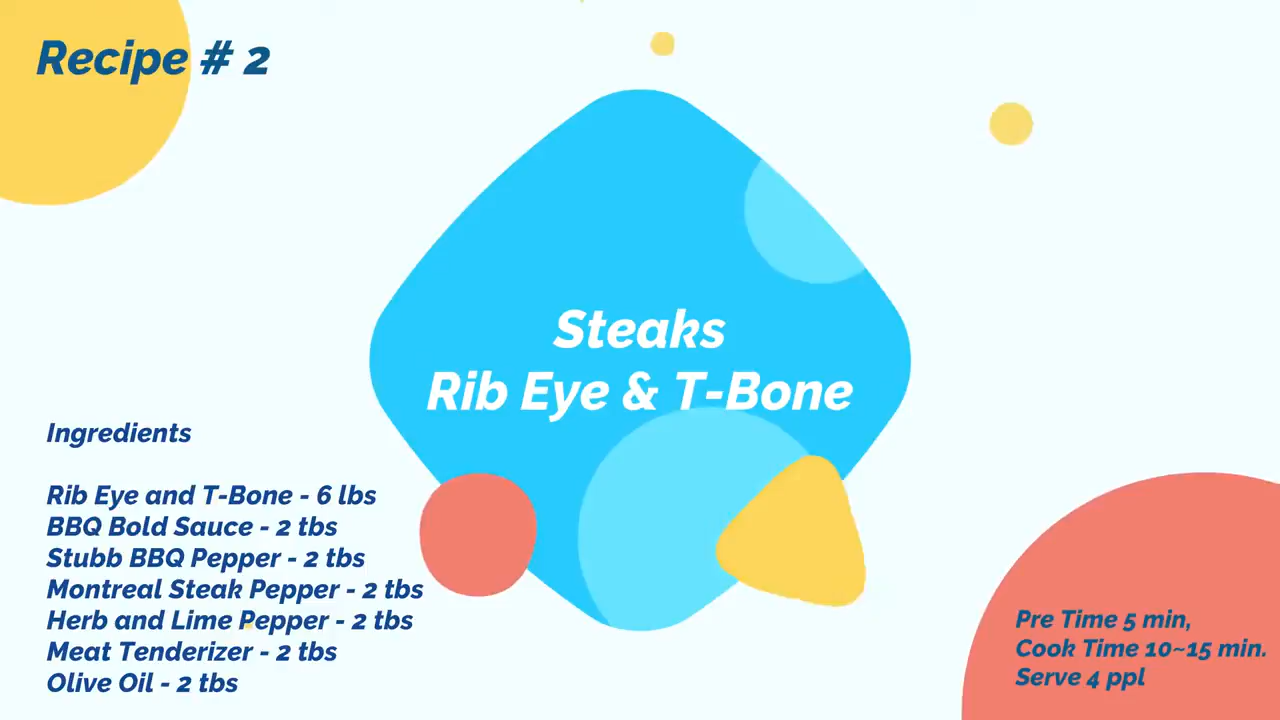 Recipe # 2
Steaks
Rib Eye & T-Bone
Ingredients
Rib Eye and T-Bone - 6 lbs
BBQ Bold Sauce - 2 tbs
Stubb BBQ Pepper - 2 tbs
Montreal Steak Pepper - 2 tbs
Herb and Lime Pepper - 2 tbs
Meat Tenderizer - 2 tbs
Olive Oil - 2 tbs
Pre Time 5 min,
Cook Time 10~15 min.
Serve 4 ppl